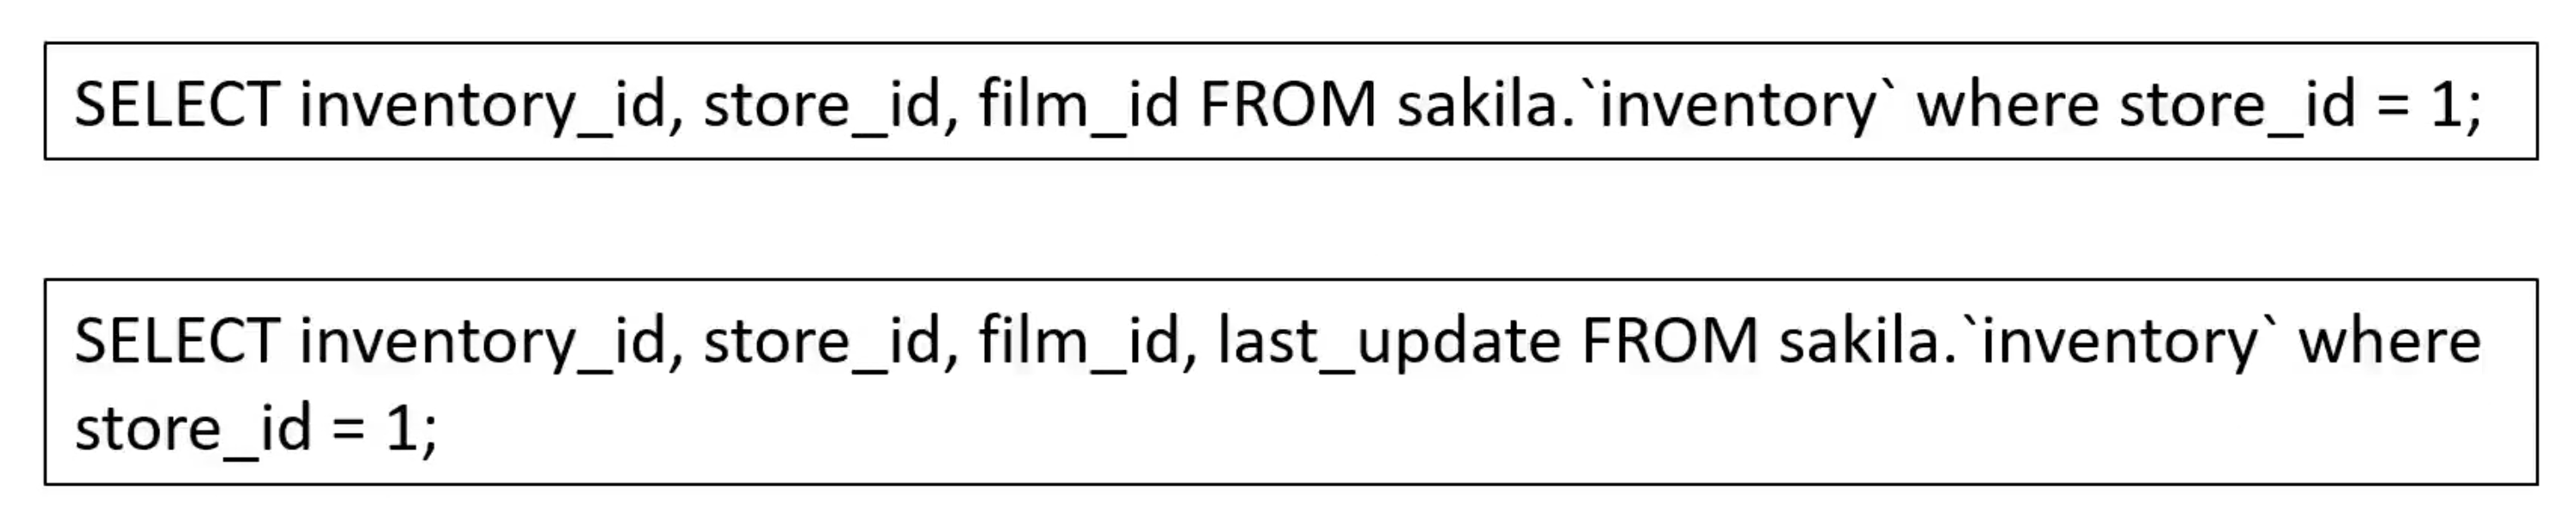 SELECT inventory_id, store_id, film_id FROM sakila.`inventory` where store_id = 1;
SELECT inventory_id, store_id, film_id, last_update FROM sakila.`inventory` where
store_id = 1;